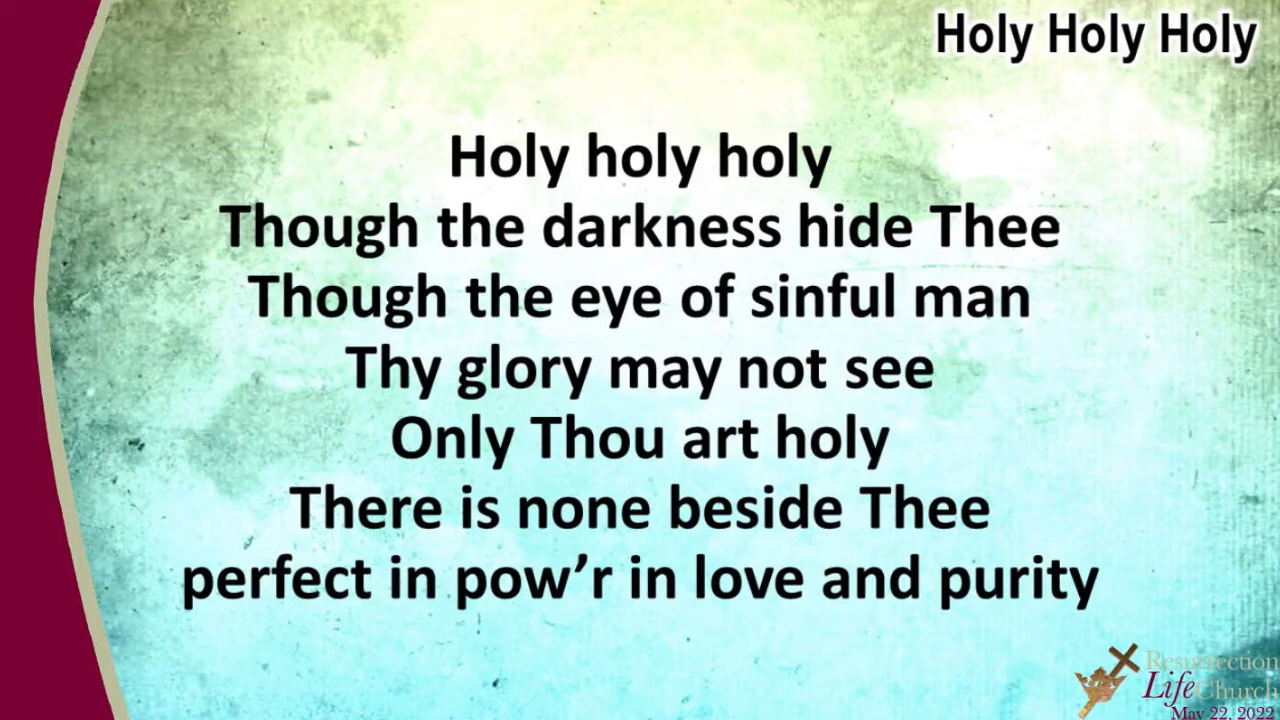 Holy Holy Holy
Holy holy holy
Though the darkness hide Thee
Though the eye of sinful man
Thy glory may not see
Only Thou art holy
There is none beside Thee
perfect in pow’r in love and purity
Resurrection
Life Church
May 22, 2022